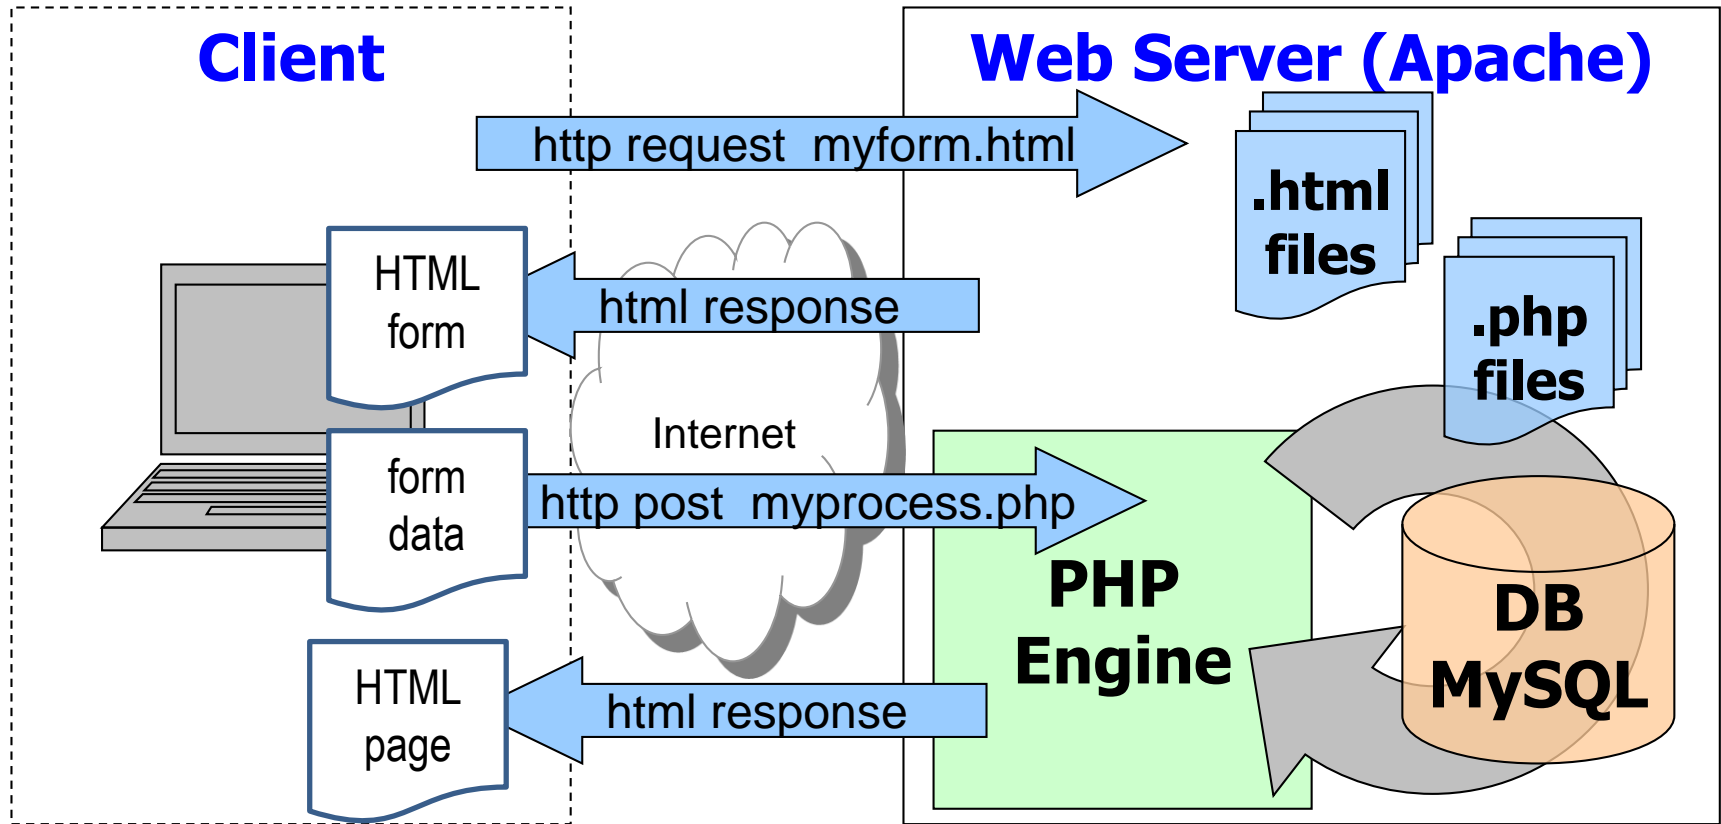 Client
Web Server (Apache)
http request  myform.html
.html
files
HTML
form
html response
.php
files
Internet
form
data
http post  myprocess.php
PHP
Engine
DB
MySQL
HTML
page
html response